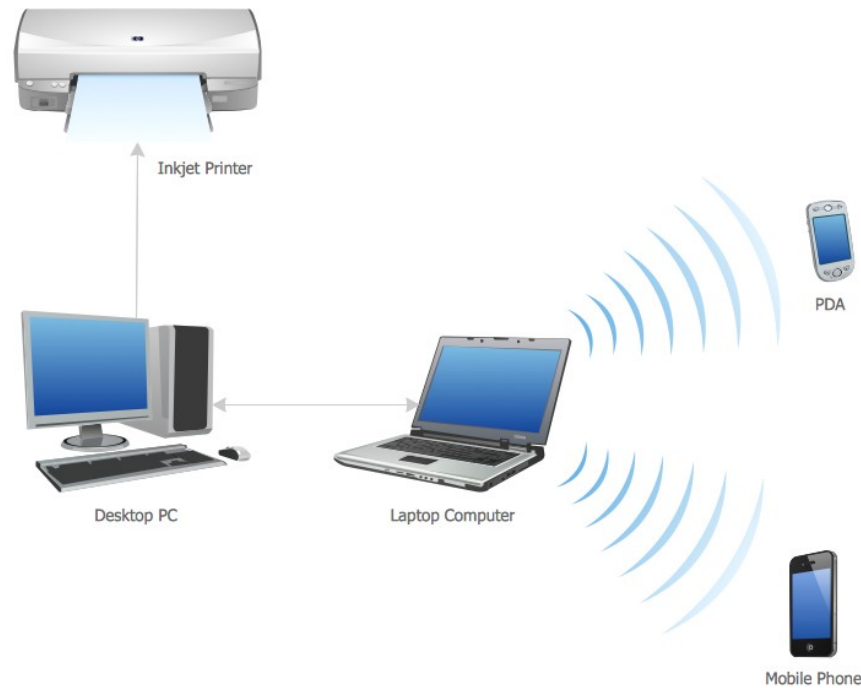 Inkjet Printer
PDA
Desktop PC
Laptop Computer
Mobile Phone